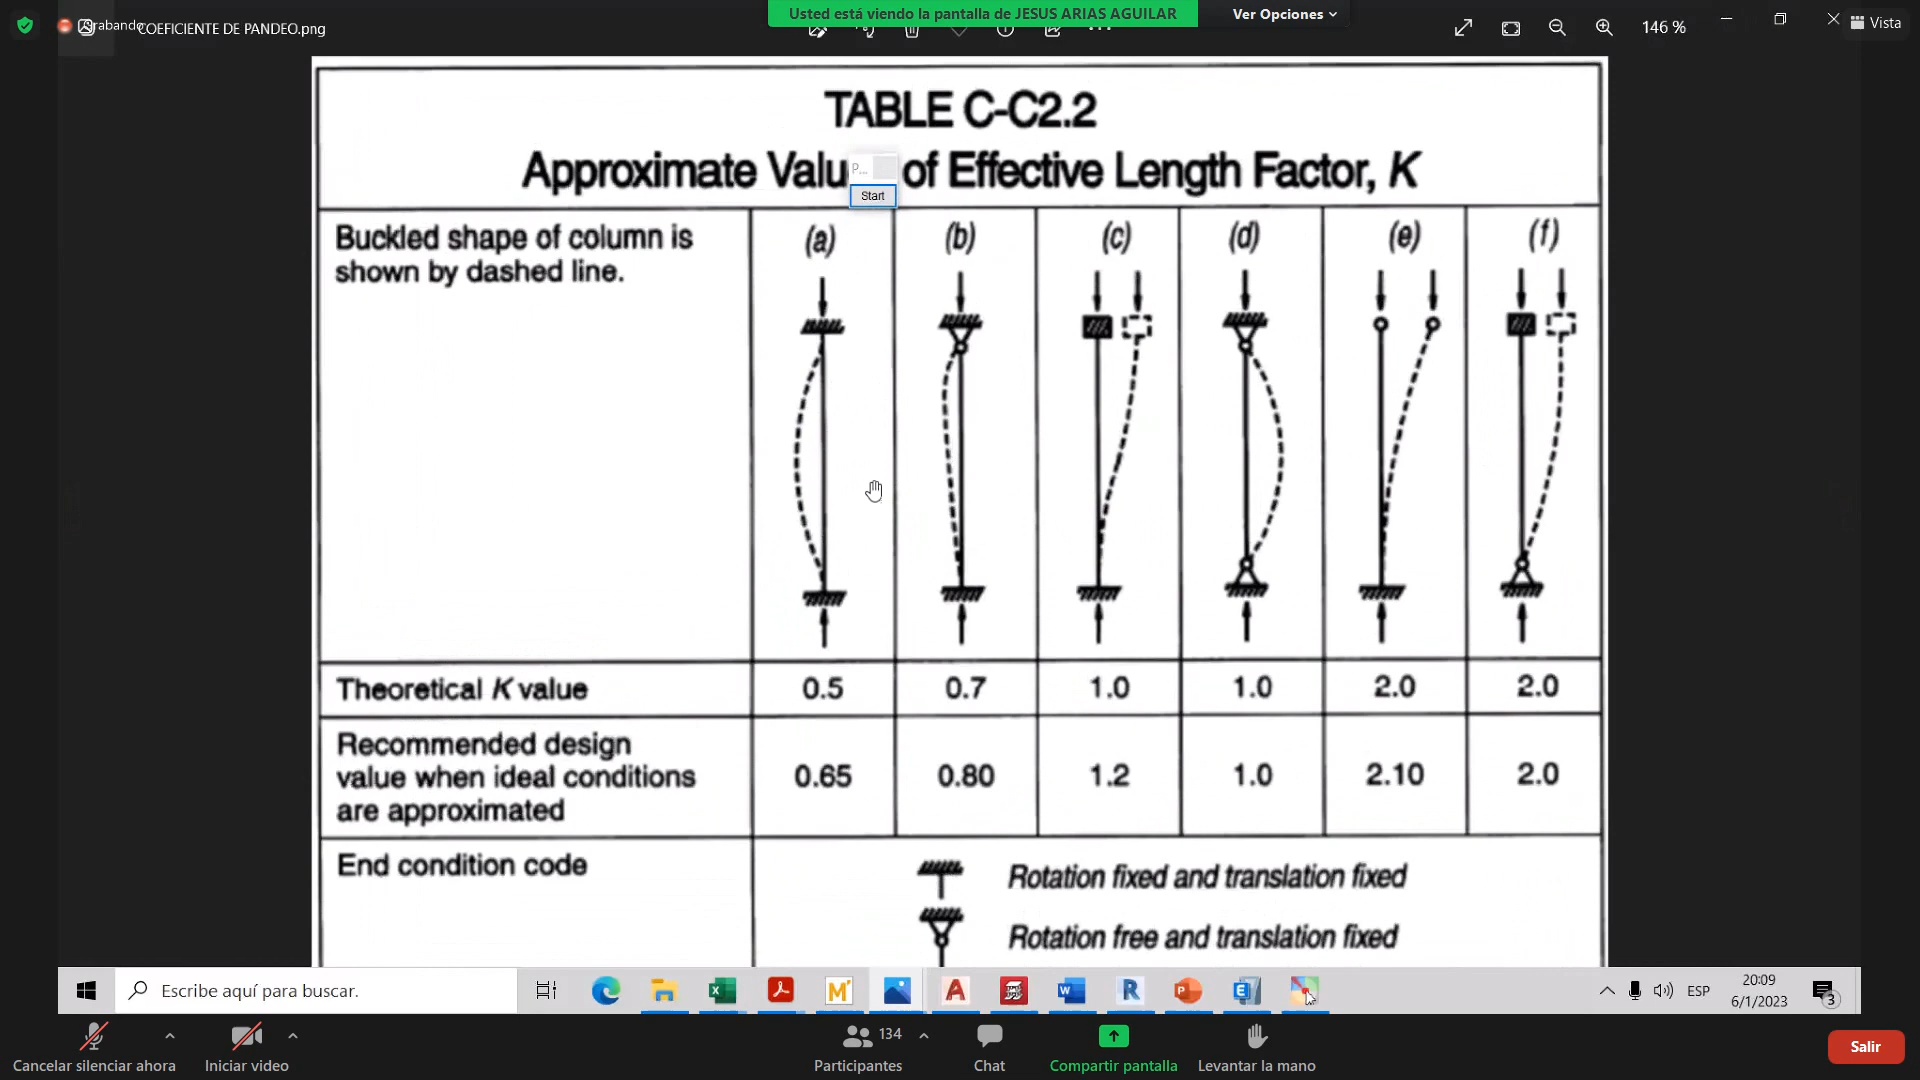 Usted está viendo la pantalla de JESUS ARIAS AGUILAR
Ver Opciones
COEFICIENTE DE PANDEO.png
146 %
Vista
TABLE C-C2.2
Approximate Valu of Effective Length Factor, K
P...
Start
Buckled shape of column is
shown by dashed line.
(a) (b) (c) (d) (e) (f)
Theoretical K value 0.5 0.7 1.0 1.0 2.0 2.0
Recommended design
value when ideal conditions
are approximated
0.65 0.80 1.2 1.0 2.10 2.0
End condition code
Rotation fixed and translation fixed
Rotation free and translation fixed
Escribe aquí para buscar.
ESP
20:09
6/1/2023
3
Cancelar silenciar ahora
Iniciar video
134
Participantes
Chat
Compartir pantalla
Levantar la mano
Salir